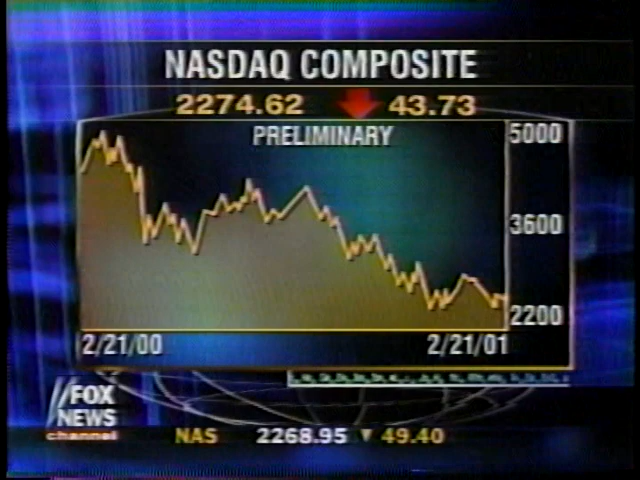 NASDAQ COMPOSITE
2274.62 43.73
PRELIMINARY
5000
3600
2200
2/21/00 2/21/01
FOX
NEWS
channel
NAS 2268.95 ▼ 49.40